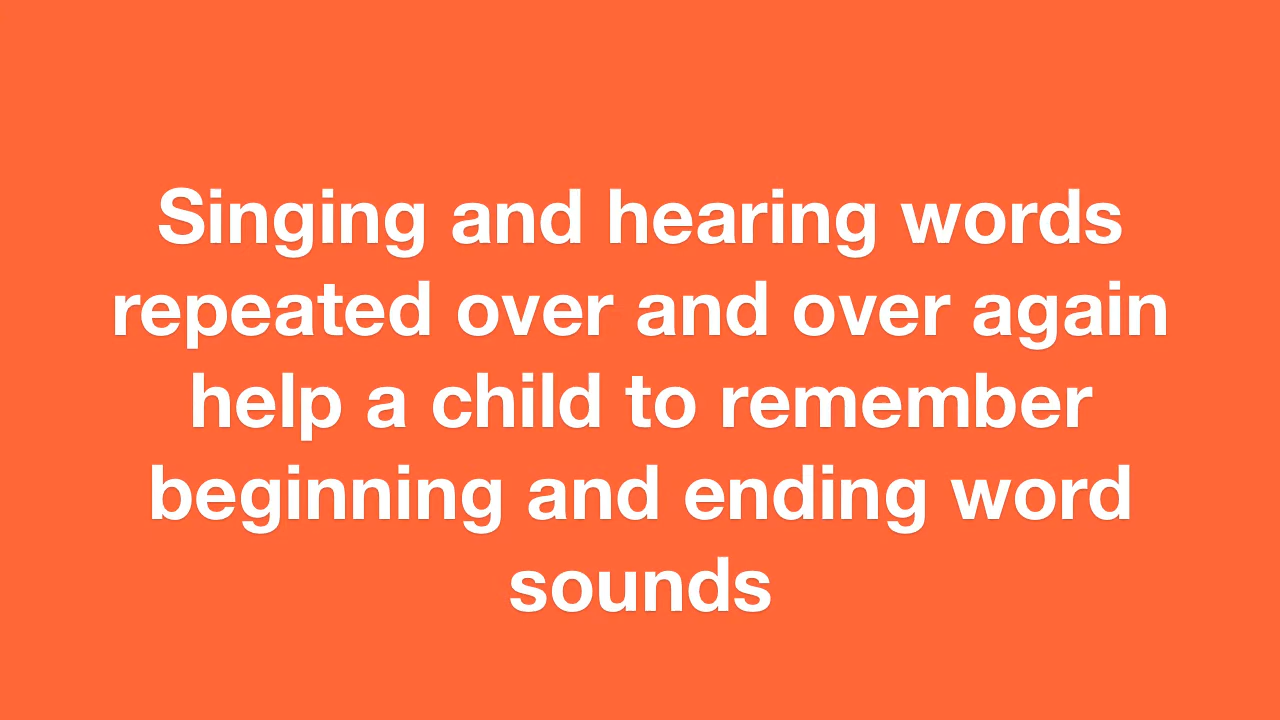 Singing and hearing words
repeated over and over again
help a child to remember
beginning and ending word
sounds